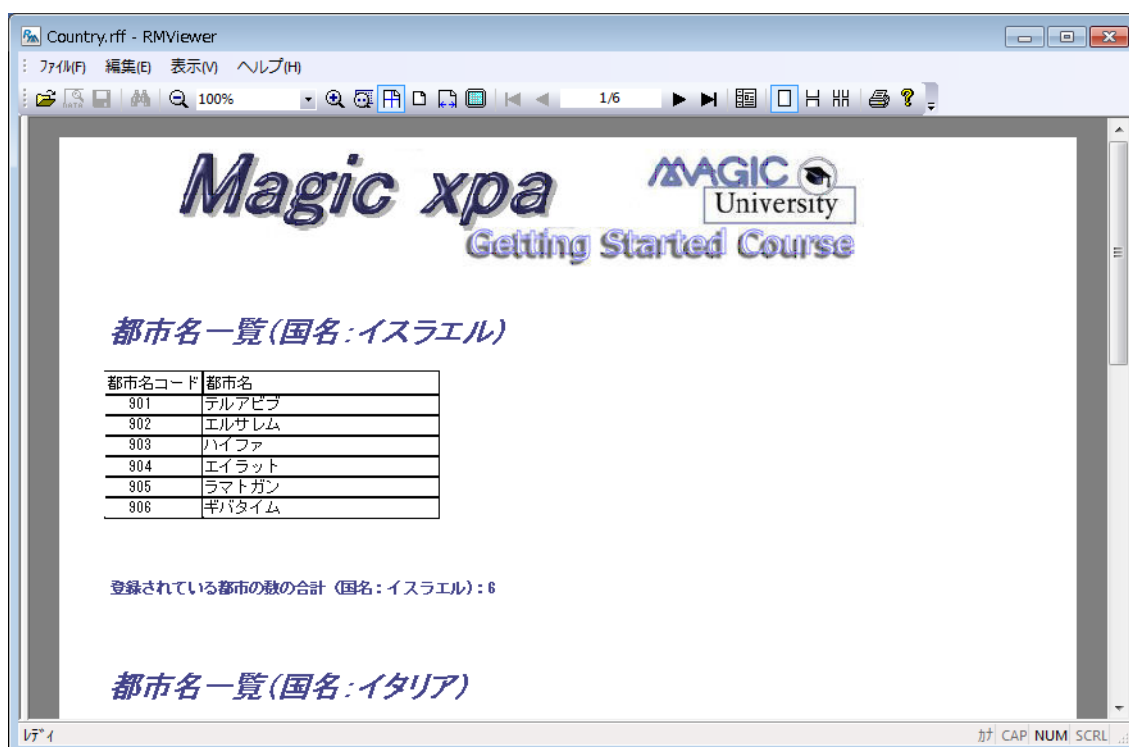 Country.rff - RMViewer
ﾌｧｲﾙ(F) 編集(E) 表示(V) ヘルプ(H)
100% 1/6
Magic xpa
MAGIC
University
Getting Started Course
都市名一覧(国名:イスラエル)
都市名コード 都市名
901 テルアビブ
902 エルサレム
903 ハイファ
904 エイラット
905 ラマトガン
906 ギバタイム
登録されている都市の数の合計 (国名:イスラエル):6
都市名一覧(国名:イタリア)
ﾚﾃﾞｨ ｶﾅ CAP NUM SCRL